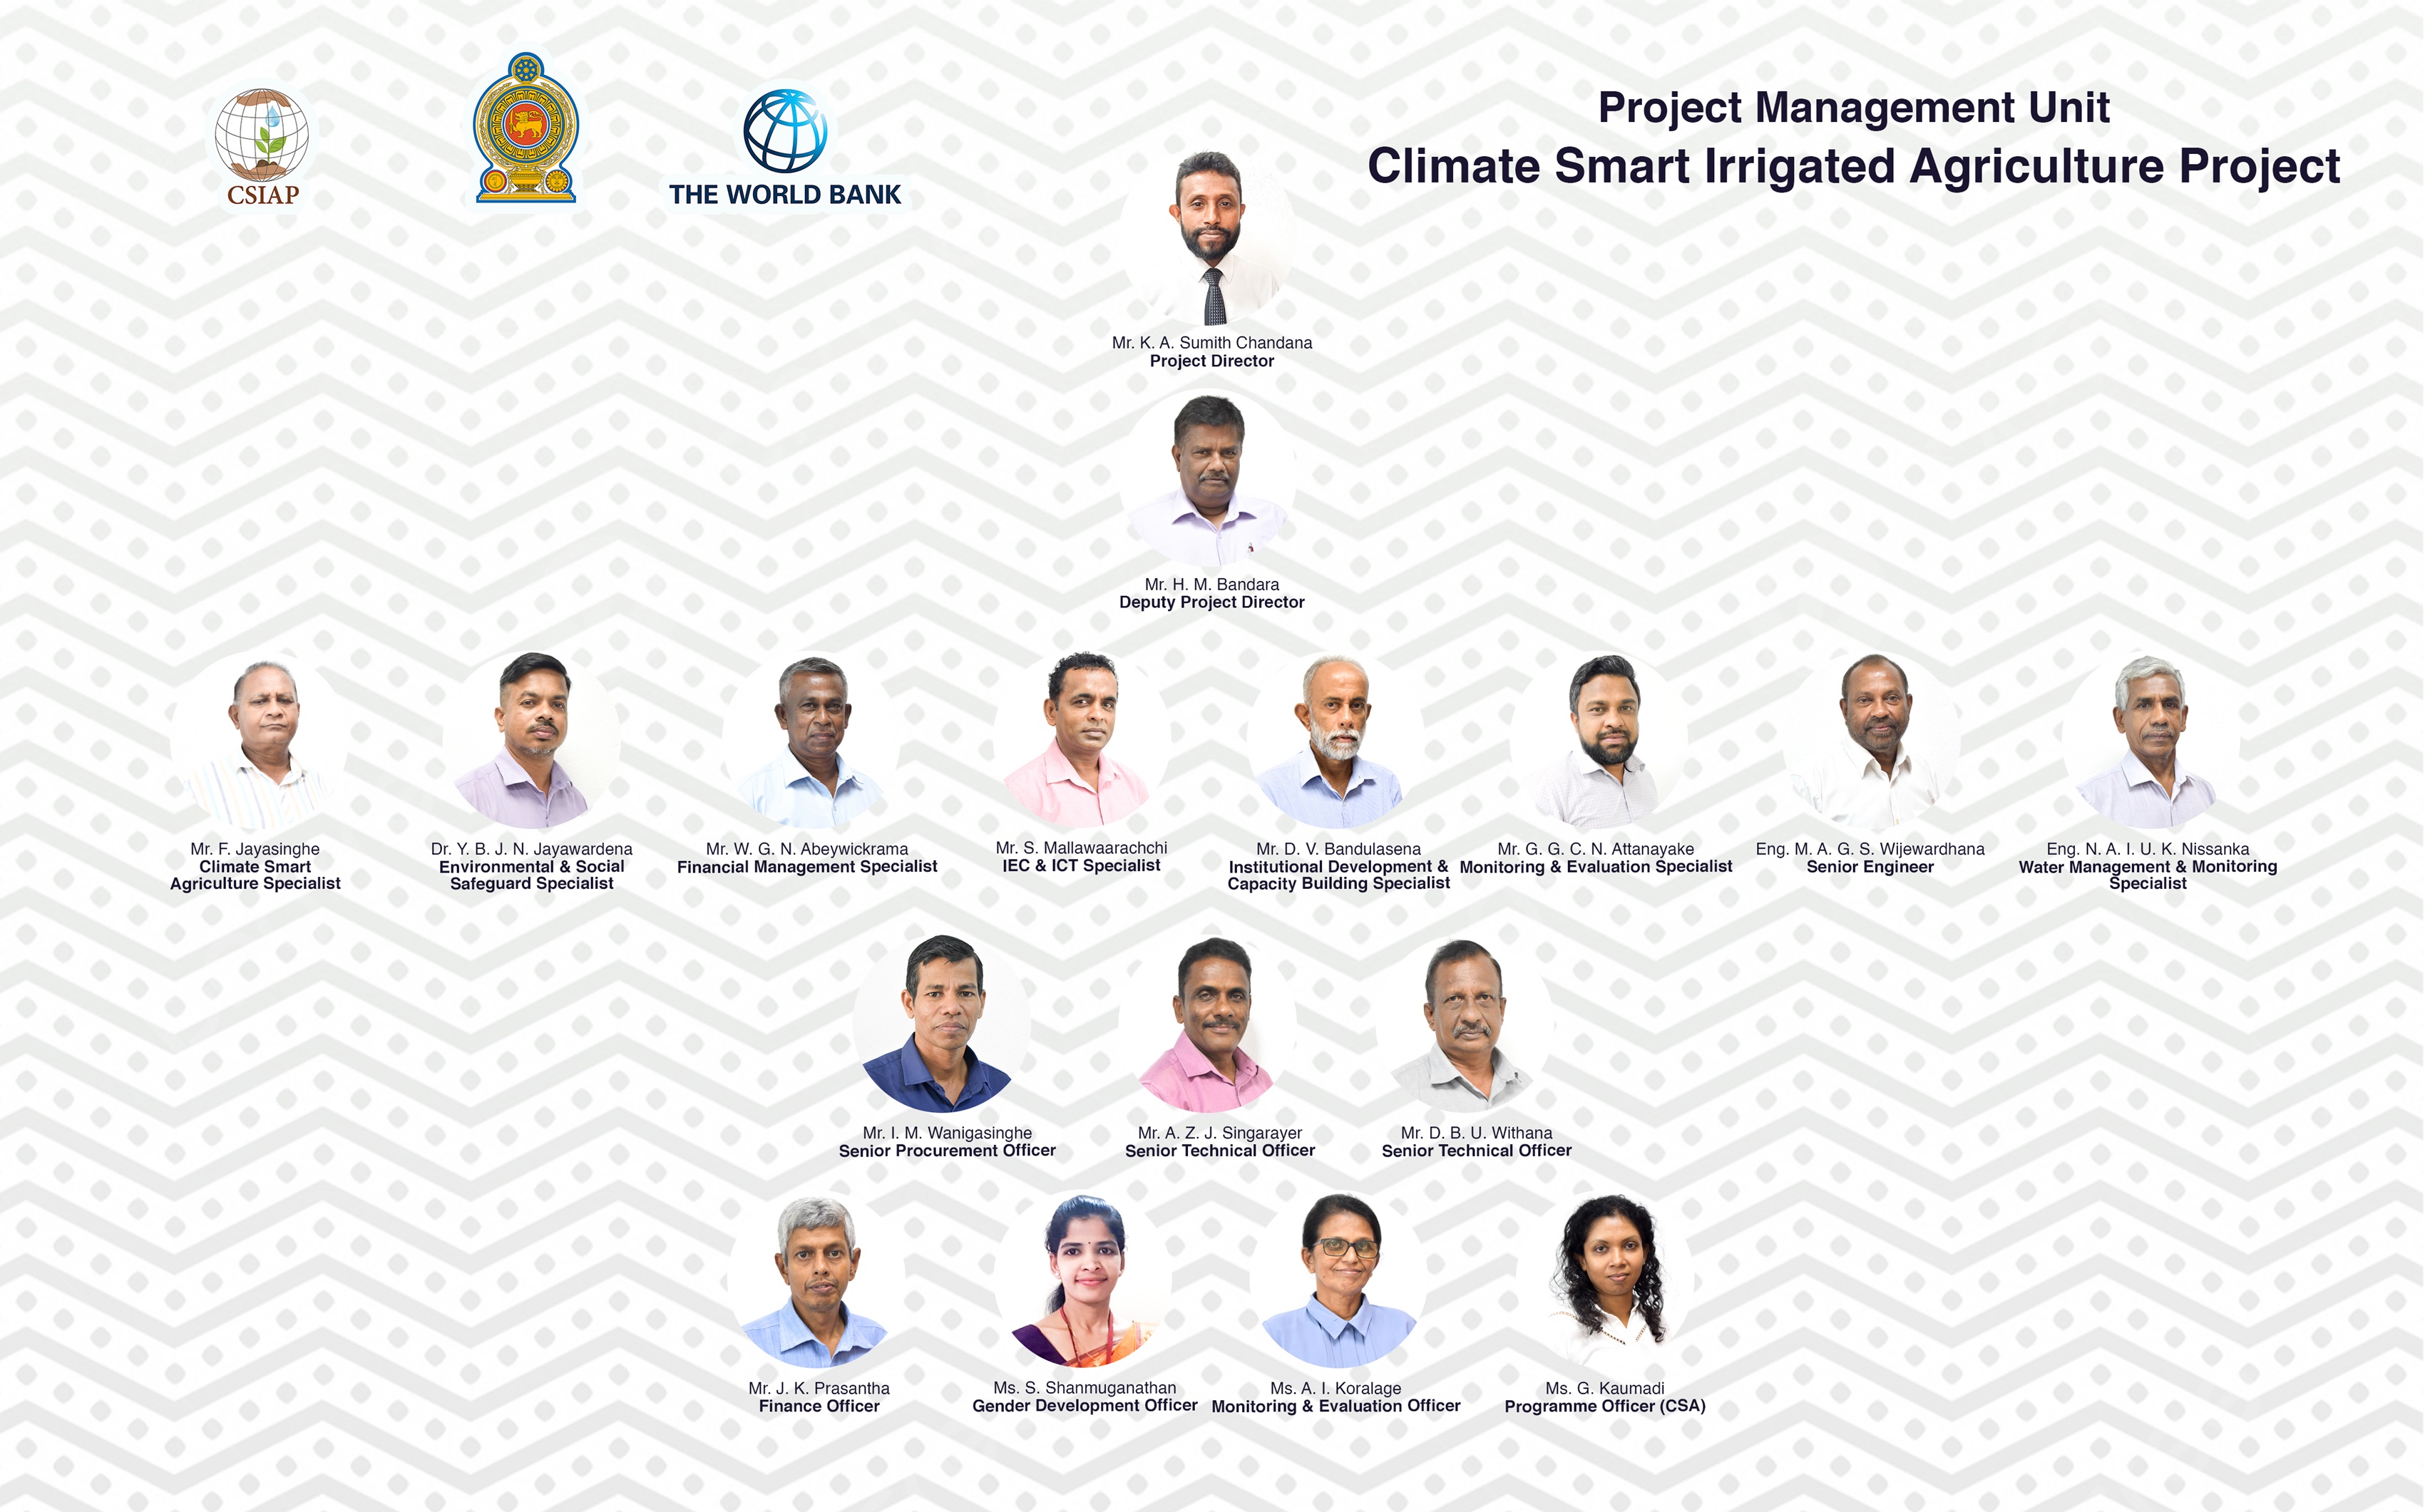 CSIAP
THE WORLD BANK
Project Management Unit
Climate Smart Irrigated Agriculture Project
Mr. K. A. Sumith Chandana
Project Director
Mr. H. M. Bandara
Deputy Project Director
Mr. F. Jayasinghe
Climate Smart
Agriculture Specialist
Dr. Y. B. J. N. Jayawardena
Environmental & Social
Safeguard Specialist
Mr. W. G. N. Abeywickrama
Financial Management Specialist
Mr. S. Mallawaarachchi
IEC & ICT Specialist
Mr. D. V. Bandulasena
Institutional Development &
Capacity Building Specialist
Mr. G. G. C. N. Attanayake
Monitoring & Evaluation Specialist
Eng. M. A. G. S. Wijewardhana
Senior Engineer
Eng. N. A. I. U. K. Nissanka
Water Management & Monitoring
Specialist
Mr. I. M. Wanigasinghe
Senior Procurement Officer
Mr. A. Z. J. Singarayer
Senior Technical Officer
Mr. D. B. U. Withana
Senior Technical Officer
Mr. J. K. Prasantha
Finance Officer
Ms. S. Shanmuganathan
Gender Development Officer
Ms. A. I. Koralage
Monitoring & Evaluation Officer
Ms. G. Kaumadi
Programme Officer (CSA)